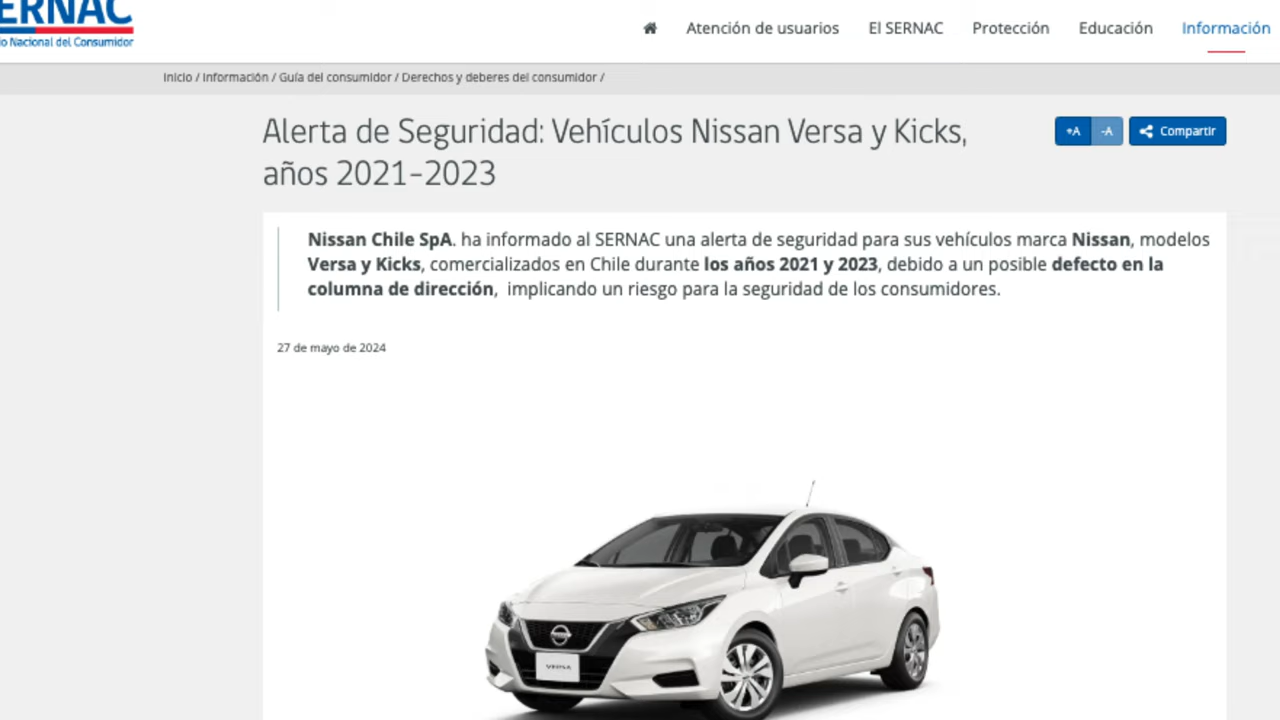 ERNAC
o Nacional del Consumidor
Atención de usuarios El SERNAC Protección Educación Información
Inicio / Información / Guía del consumidor / Derechos y deberes del consumidor /
Alerta de Seguridad: Vehículos Nissan Versa y Kicks,
años 2021-2023
+A -A Compartir
Nissan Chile SpA. ha informado al SERNAC una alerta de seguridad para sus vehículos marca Nissan, modelos
Versa y Kicks, comercializados en Chile durante los años 2021 y 2023, debido a un posible defecto en la
columna de dirección, implicando un riesgo para la seguridad de los consumidores.
27 de mayo de 2024
VERSA